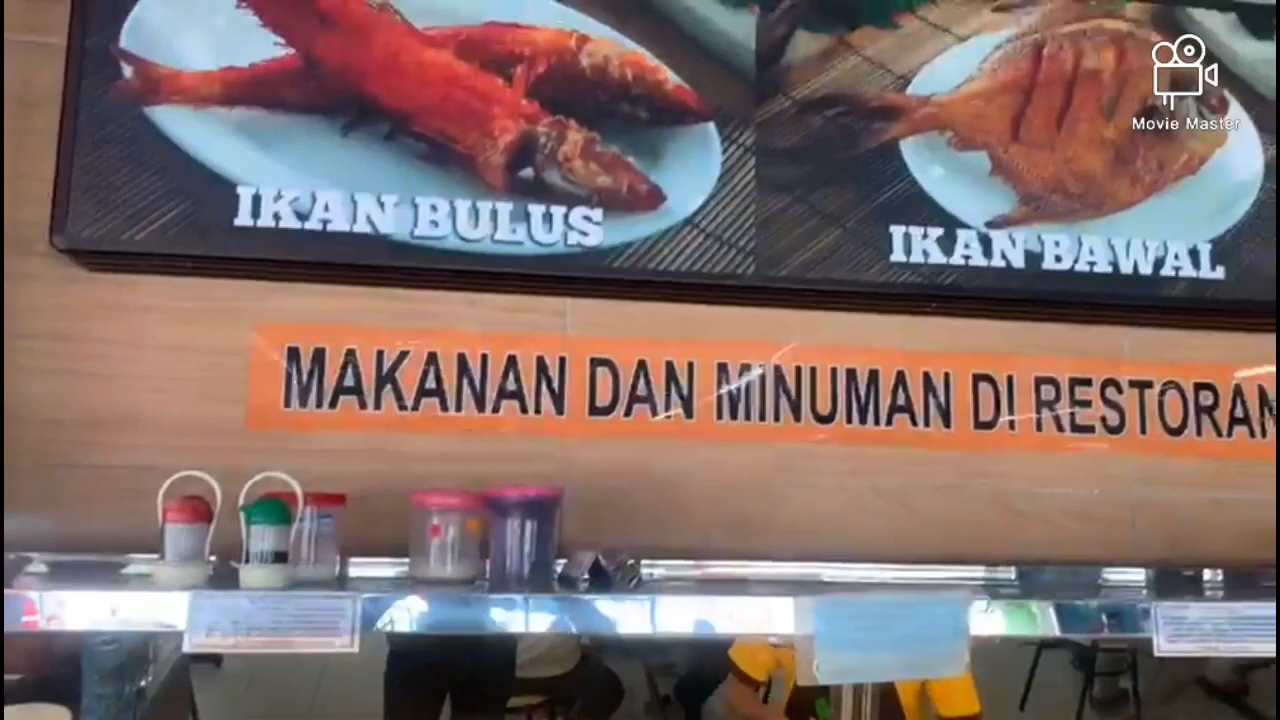 Movie Master
IKAN BULUS
IKAN BAWAL
MAKANAN DAN MINUMAN DI RESTORAN